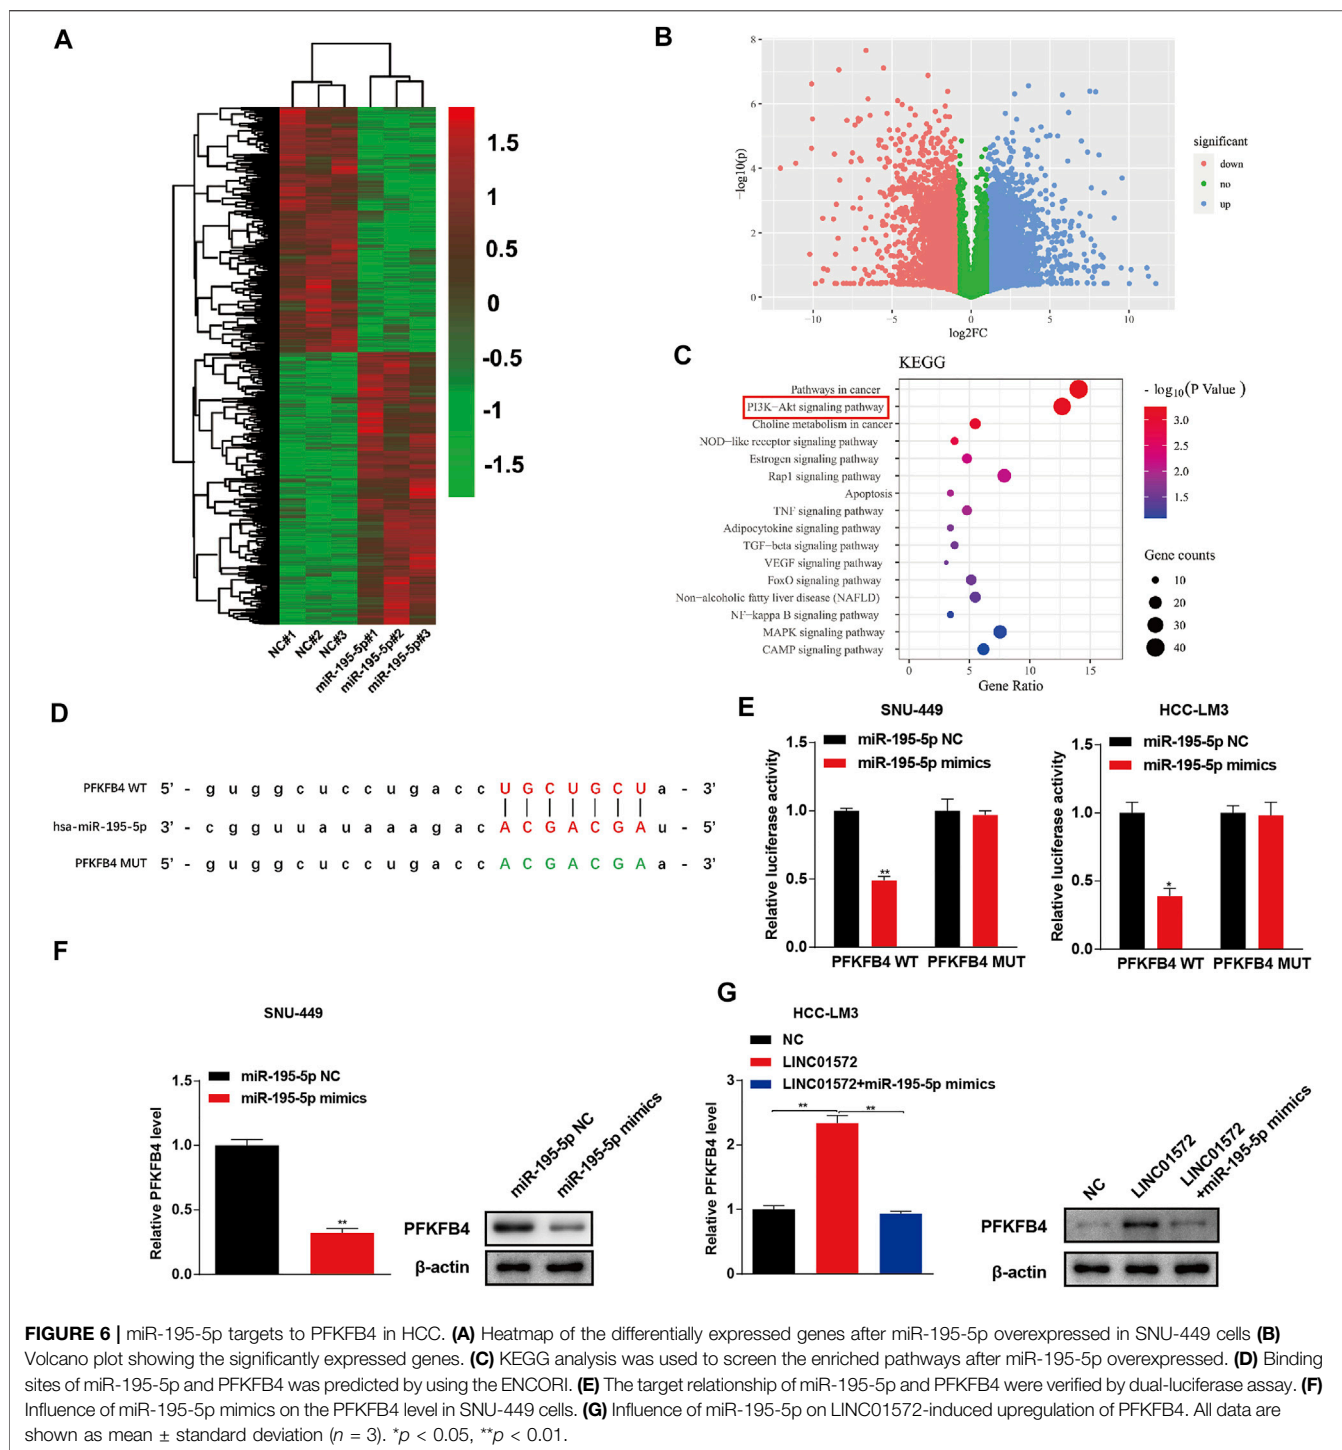 A
1.5
1
0.5
0
-0.5
-1
-1.5
NC#1
NC#2
NC#3
miR-195-5p#1
miR-195-5p#2
miR-195-5p#3
B
8
6
4
2
0
-log10(p)
−10
−5
0
5
10
log2FC
significant
down
no
up
C
KEGG
Pathways in cancer
PI3K−Akt signaling pathway
Choline metabolism in cancer
NOD−like receptor signaling pathway
Estrogen signaling pathway
Rap1 signaling pathway
Apoptosis
TNF signaling pathway
Adipocytokine signaling pathway
TGF−beta signaling pathway
VEGF signaling pathway
FoxO signaling pathway
Non−alcoholic fatty liver disease (NAFLD)
NF−kappa B signaling pathway
MAPK signaling pathway
CAMP signaling pathway
0
5
10
15
Gene Ratio
- log10(P Value )
3.0
2.5
2.0
1.5
Gene counts
10
20
30
40
D
PFKFB4 WT 5' - g u g g c u c c u g a c c U G C U G C U a - 3'
hsa-miR-195-5p 3' - c g g u u a u a a a g a c A C G A C G A u - 5'
PFKFB4 MUT 5' - g u g g c u c c u g a c c A C G A C G A a - 3'
E
SNU-449
miR-195-5p NC
miR-195-5p mimics
Relative luciferase activity
1.5
1.0
0.5
0.0
**
PFKFB4 WT PFKFB4 MUT
HCC-LM3
miR-195-5p NC
miR-195-5p mimics
Relative luciferase activity
1.5
1.0
0.5
0.0
*
PFKFB4 WT PFKFB4 MUT
F
SNU-449
miR-195-5p NC
miR-195-5p mimics
Relative PFKFB4 level
1.5
1.0
0.5
0.0
**
miR-195-5p NC
miR-195-5p mimics
PFKFB4
β-actin
G
HCC-LM3
NC
LINC01572
LINC01572+miR-195-5p mimics
Relative PFKFB4 level
3
2
1
0
**
**
NC
LINC01572
LINC01572
+miR-195-5p mimics
PFKFB4
β-actin
FIGURE 6 | miR-195-5p targets to PFKFB4 in HCC. (A) Heatmap of the differentially expressed genes after miR-195-5p overexpressed in SNU-449 cells (B)
Volcano plot showing the significantly expressed genes. (C) KEGG analysis was used to screen the enriched pathways after miR-195-5p overexpressed. (D) Binding
sites of miR-195-5p and PFKFB4 was predicted by using the ENCORI. (E) The target relationship of miR-195-5p and PFKFB4 were verified by dual-luciferase assay. (F)
Influence of miR-195-5p mimics on the PFKFB4 level in SNU-449 cells. (G) Influence of miR-195-5p on LINC01572-induced upregulation of PFKFB4. All data are
shown as mean ± standard deviation (n = 3). *p < 0.05, **p < 0.01.